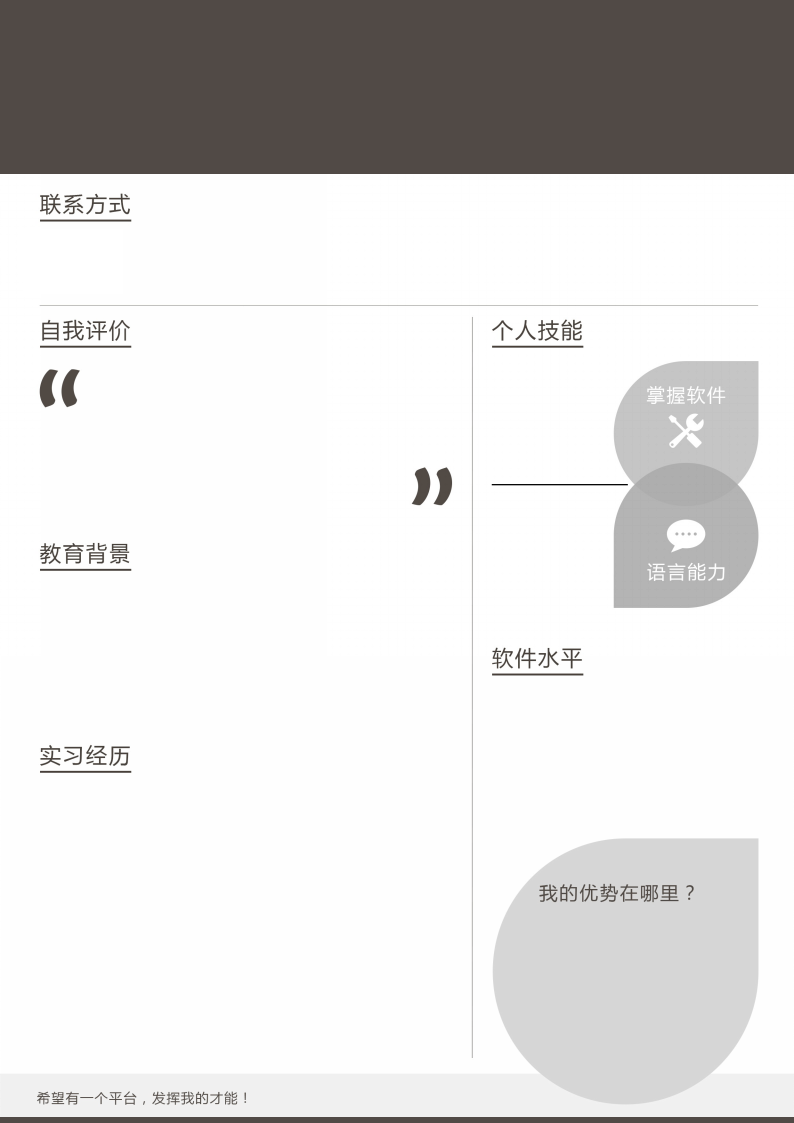 联系方式
自我评价
“
”
教育背景
实习经历
个人技能
掌握软件
语言能力
软件水平
我的优势在哪里？
希望有一个平台，发挥我的才能！